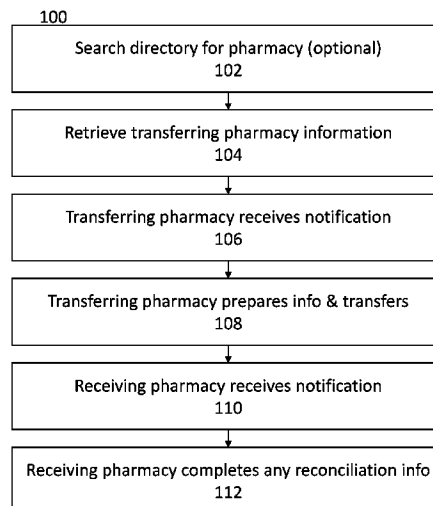 100
Search directory for pharmacy (optional)
102
Retrieve transferring pharmacy information
104
Transferring pharmacy receives notification
106
Transferring pharmacy prepares info & transfers
108
Receiving pharmacy receives notification
110
Receiving pharmacy completes any reconciliation info
112